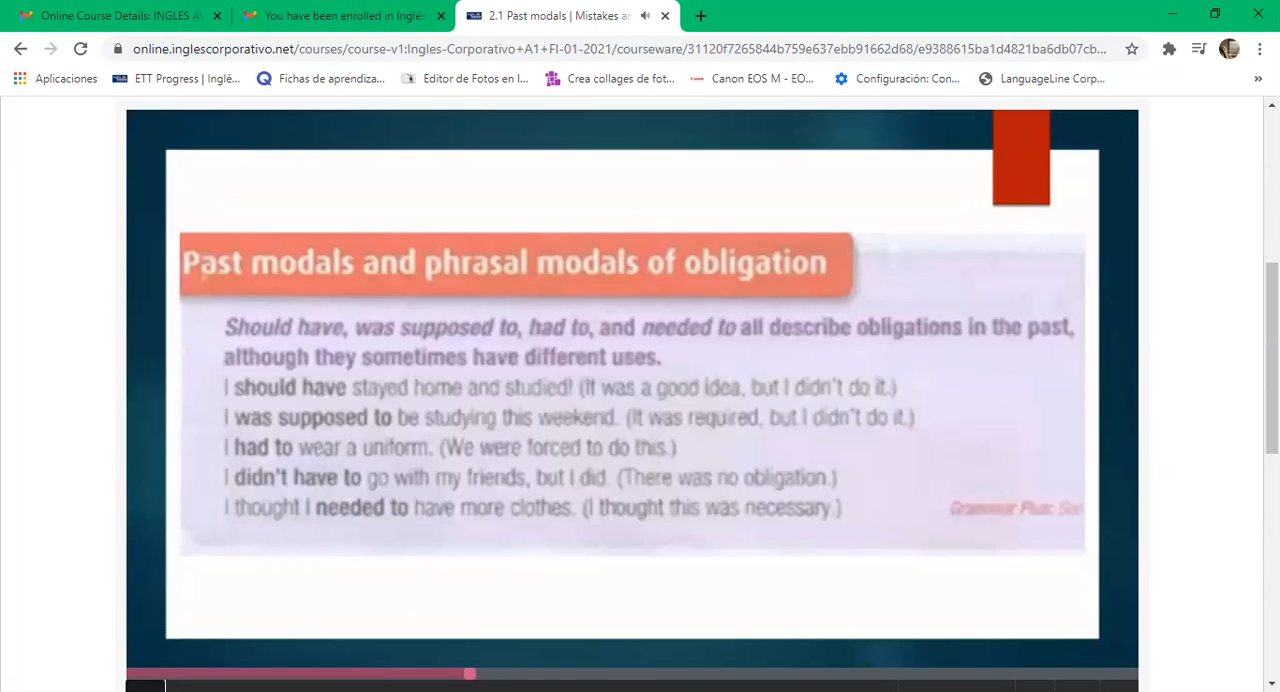 Online Course Details: INGLES A
You have been enrolled in Inglés
2.1 Past modals | Mistakes ar
online.inglescorporativo.net/courses/course-v1:Ingles-Corporativo+A1+FI-01-2021/courseware/31120f7265844b759e637ebb91662d68/e9388615ba1d4821ba6db07cb...
Aplicaciones
ETT Progress | Inglé...
Fichas de aprendiza...
Editor de Fotos en l...
Crea collages de fot...
Canon EOS M - EO...
Configuración: Con...
LanguageLine Corp...
Past modals and phrasal modals of obligation
Should have, was supposed to, had to, and needed to all describe obligations in the past,
although they sometimes have different uses.
I should have stayed home and studied! (It was a good idea, but I didn't do it.)
I was supposed to be studying this weekend. (It was required, but I didn't do it.)
I had to wear a uniform. (We were forced to do this.)
I didn't have to go with my friends, but I did. (There was no obligation.)
I thought I needed to have more clothes. (I thought this was necessary.)
Grammar Plus: See